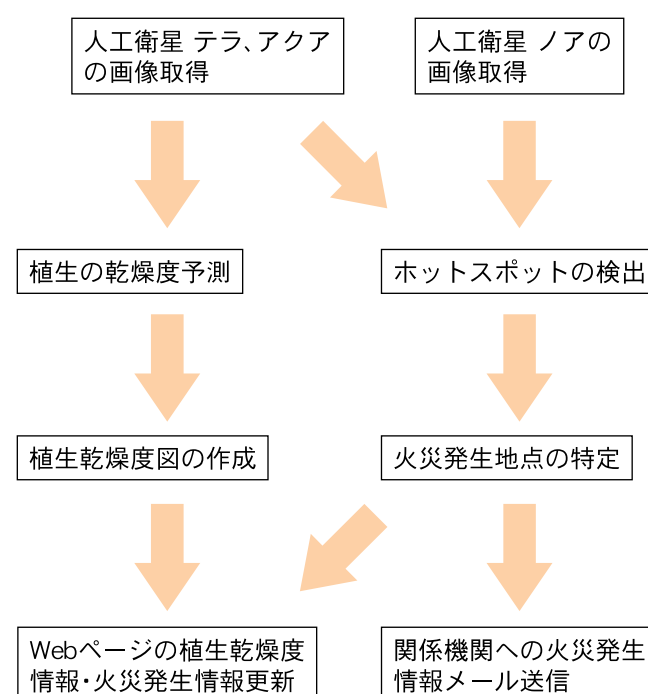 人工衛星 テラ、アクア
の画像取得
人工衛星 ノアの
画像取得
植生の乾燥度予測
ホットスポットの検出
植生乾燥度図の作成
火災発生地点の特定
Webページの植生乾燥度
情報・火災発生情報更新
関係機関への火災発生
情報メール送信